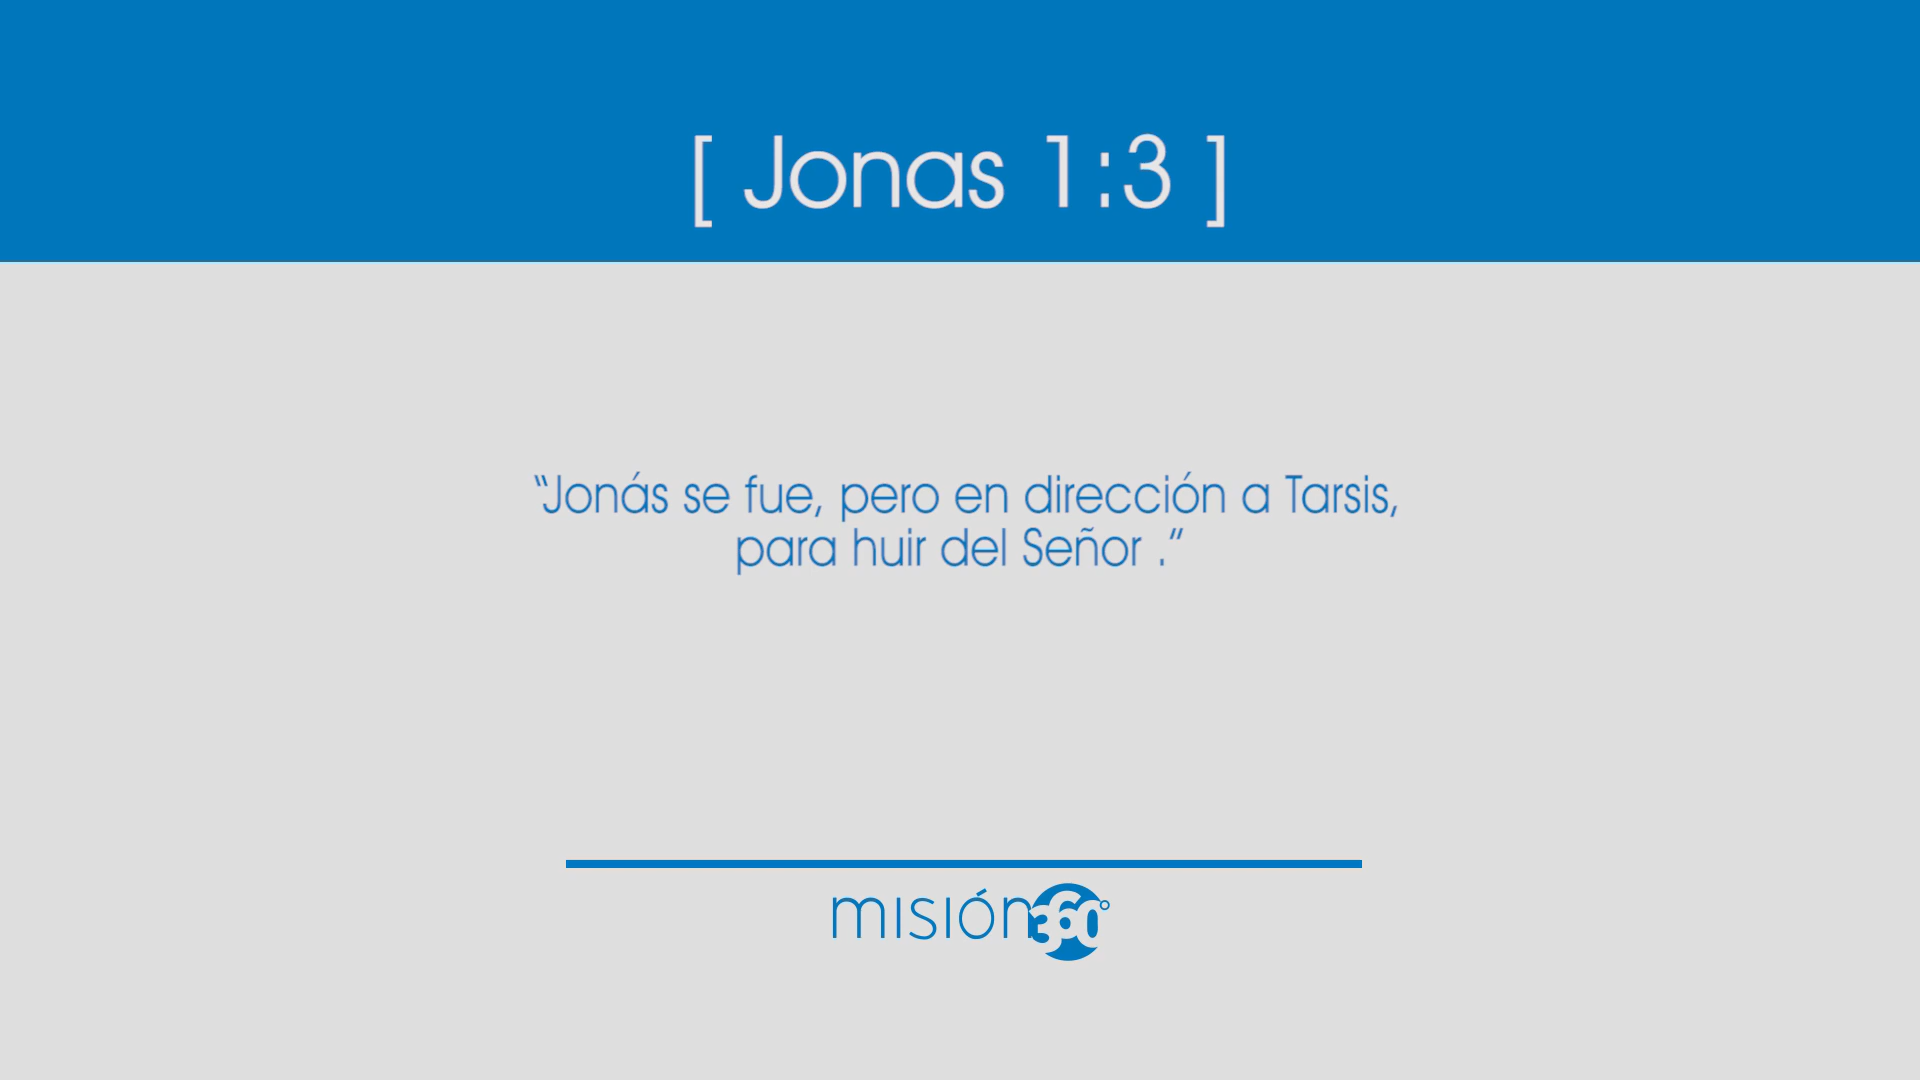 [ Jonas 1:3 ]
“Jonás se fue, pero en dirección a Tarsis,
para huir del Señor .”
misión360°